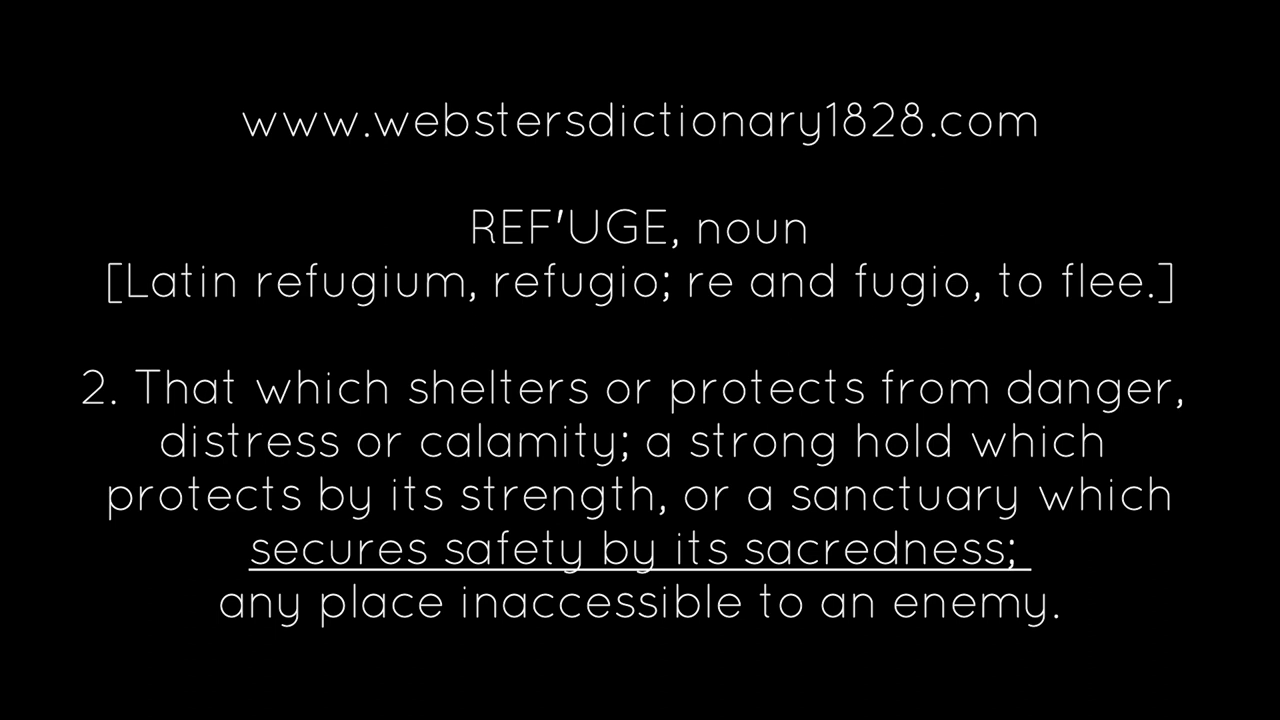 www.webstersdictionary1828.com
REF'UGE, noun
[Latin refugium, refugio; re and fugio, to flee.]
2. That which shelters or protects from danger,
distress or calamity; a strong hold which
protects by its strength, or a sanctuary which
secures safety by its sacredness;
any place inaccessible to an enemy.